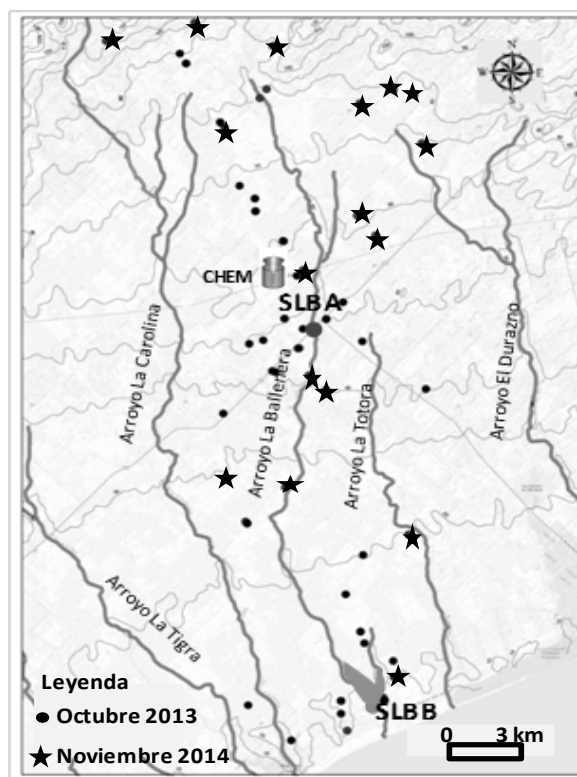 N
W E
S
CHEM
SLBA
Arroyo La Carolina
Arroyo La Ballenera
Arroyo La Totora
Arroyo El Durazno
Arroyo La Tigra
SLBB
Leyenda
Octubre 2013
Noviembre 2014
0 3 km